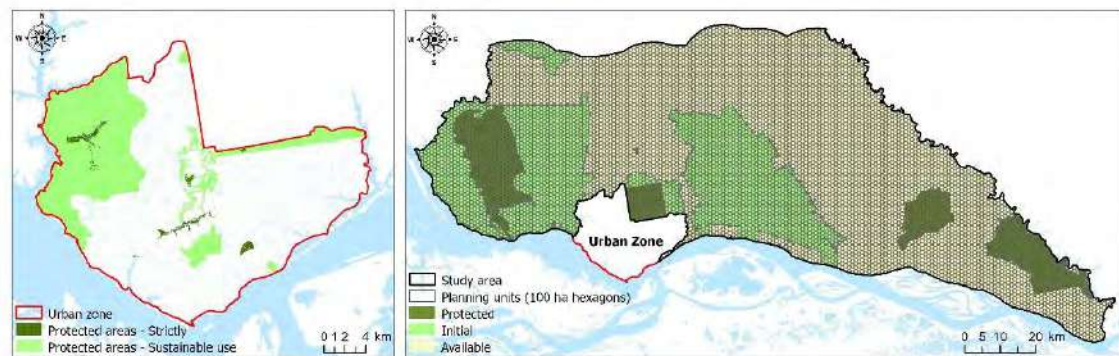 N
W E
S
Urban zone
Protected areas - Strictly
Protected areas - Sustainable use
0 1 2 4 km
N
W E
S
Urban Zone
Study area
Planning units (100 ha hexagons)
Protected
Initial
Available
0 5 10 20 km